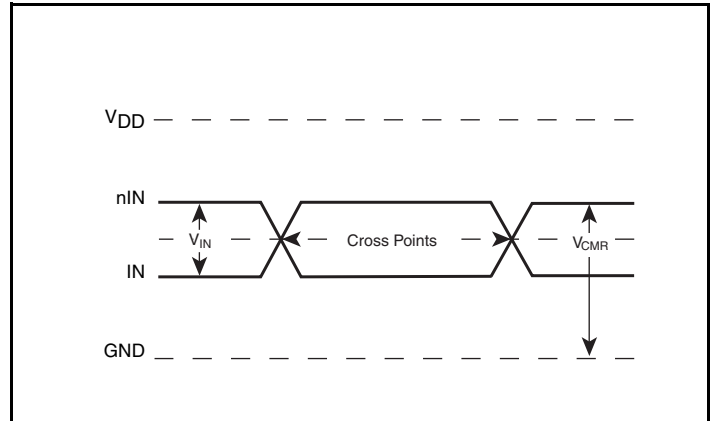 VDD
nIN
VIN
Cross Points
VCMR
IN
GND